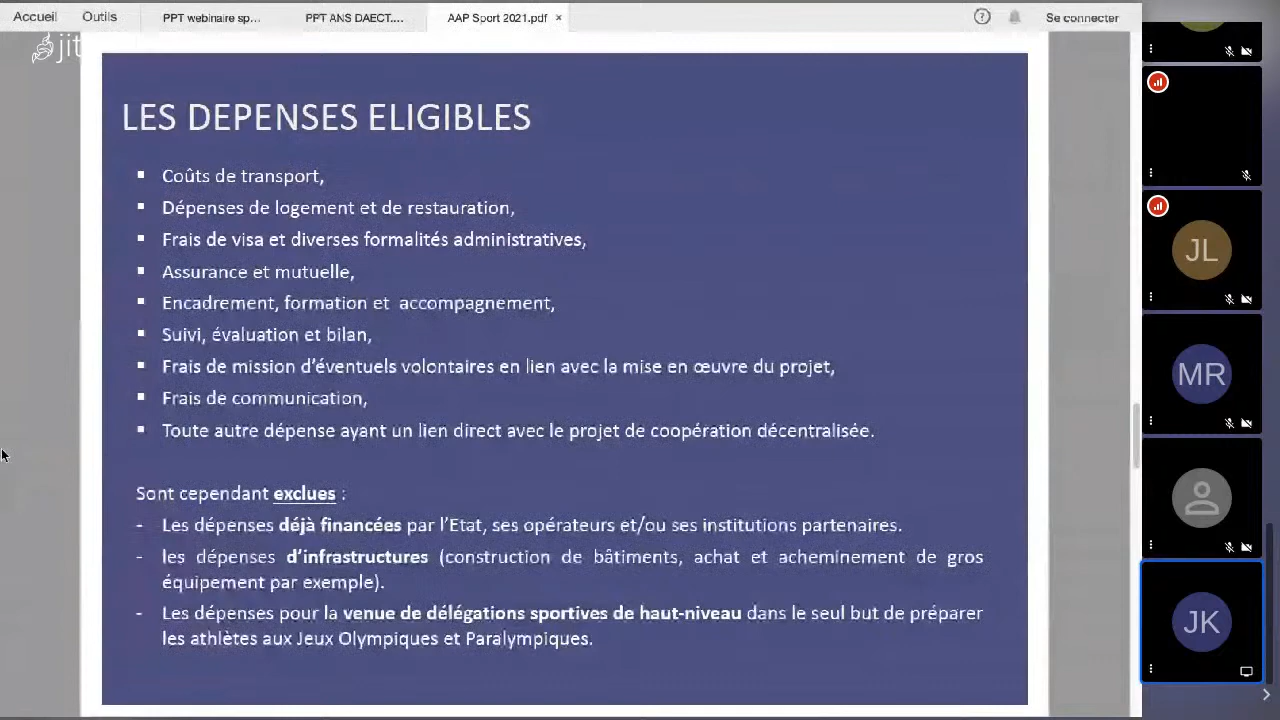 Accueil Outils PPT webinaire sp... PPT ANS DAECT.... AAP Sport 2021.pdf × ? Se connecter
jit
LES DEPENSES ELIGIBLES
▪ Coûts de transport,
▪ Dépenses de logement et de restauration,
▪ Frais de visa et diverses formalités administratives,
▪ Assurance et mutuelle,
▪ Encadrement, formation et accompagnement,
▪ Suivi, évaluation et bilan,
▪ Frais de mission d’éventuels volontaires en lien avec la mise en œuvre du projet,
▪ Frais de communication,
▪ Toute autre dépense ayant un lien direct avec le projet de coopération décentralisée.
Sont cependant exclues :
- Les dépenses déjà financées par l’Etat, ses opérateurs et/ou ses institutions partenaires.
- les dépenses d’infrastructures (construction de bâtiments, achat et acheminement de gros
équipement par exemple).
- Les dépenses pour la venue de délégations sportives de haut-niveau dans le seul but de préparer
les athlètes aux Jeux Olympiques et Paralympiques.
JL
MR
JK